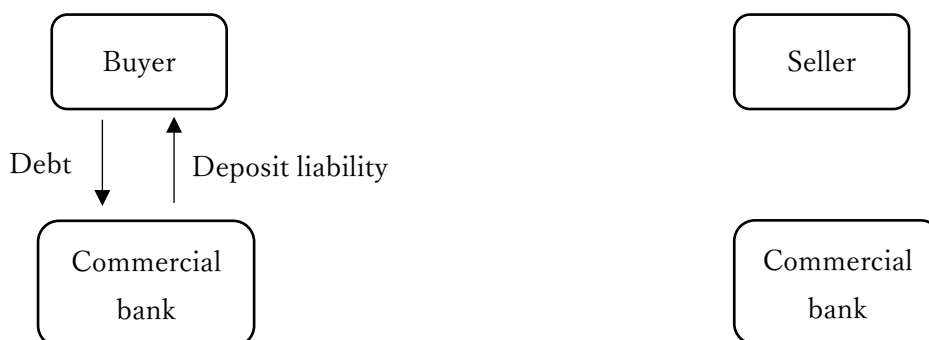 Buyer
Seller
Debt
Deposit liability
Commercial
bank
Commercial
bank